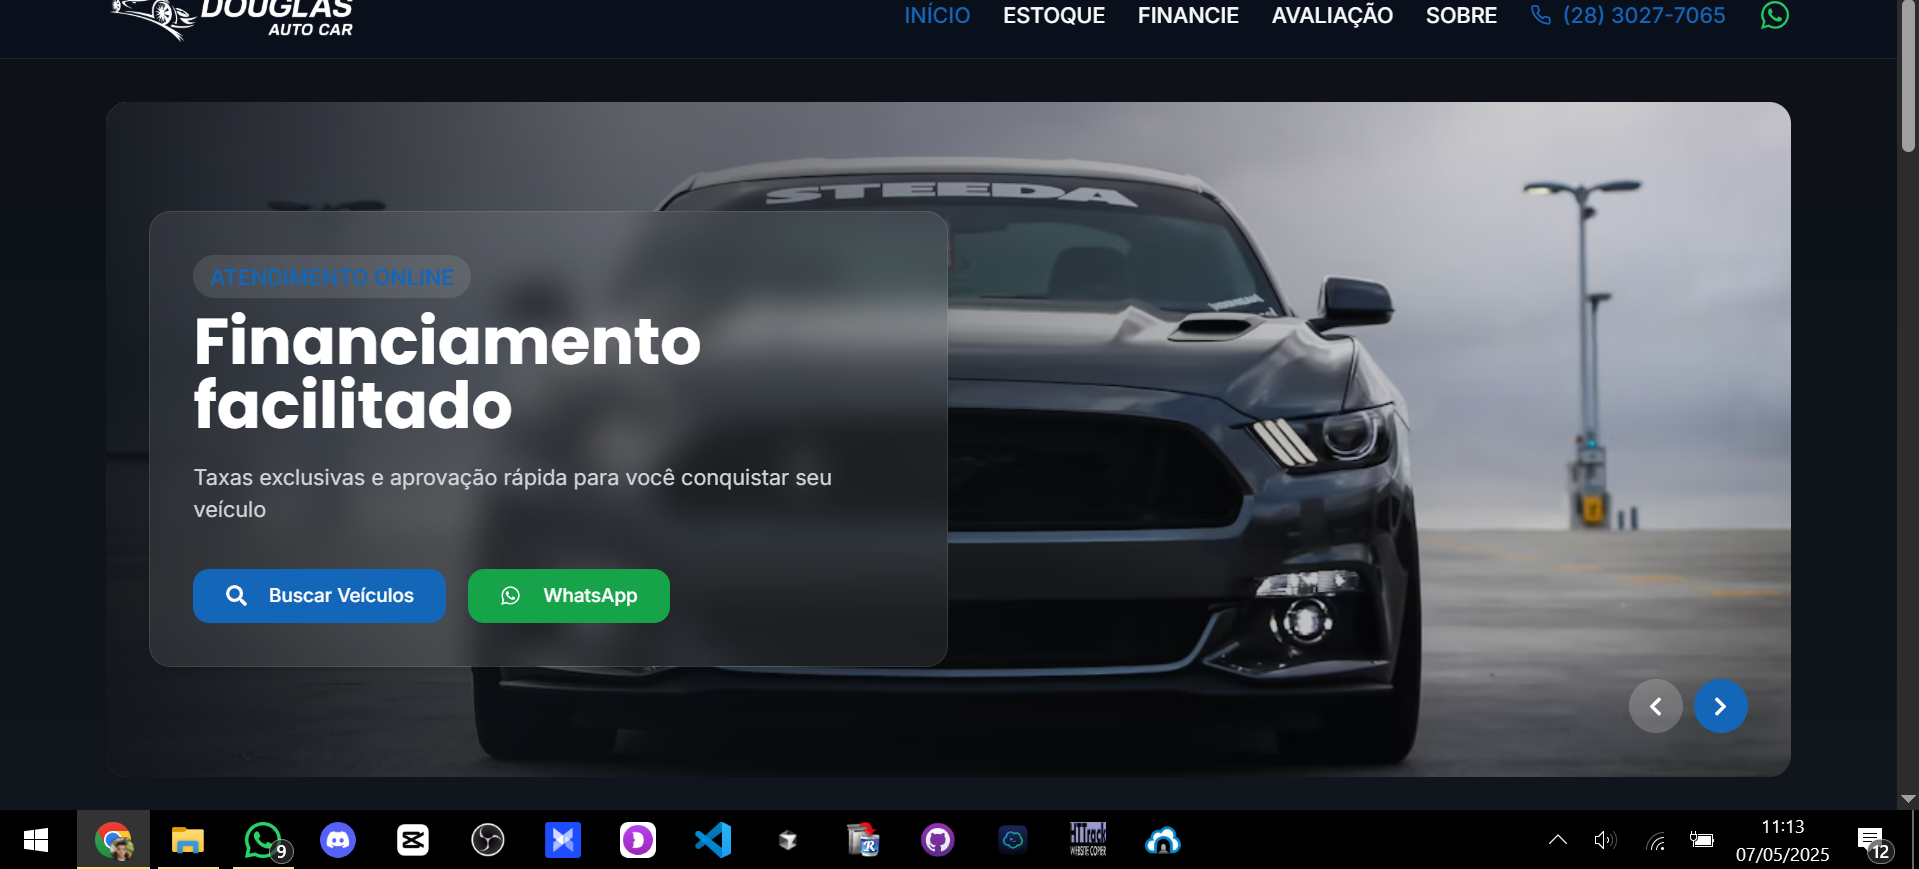 DOUGLAS
AUTO CAR
INÍCIO
ESTOQUE
FINANCIE
AVALIAÇÃO
SOBRE
(28) 3027-7065
STEEDA
ATENDIMENTO ONLINE
Financiamento
facilitado
Taxas exclusivas e aprovação rápida para você conquistar seu
veículo
Buscar Veículos
WhatsApp
9
R
HTTrack
WEBSITE COPIER
11:13
07/05/2025
12